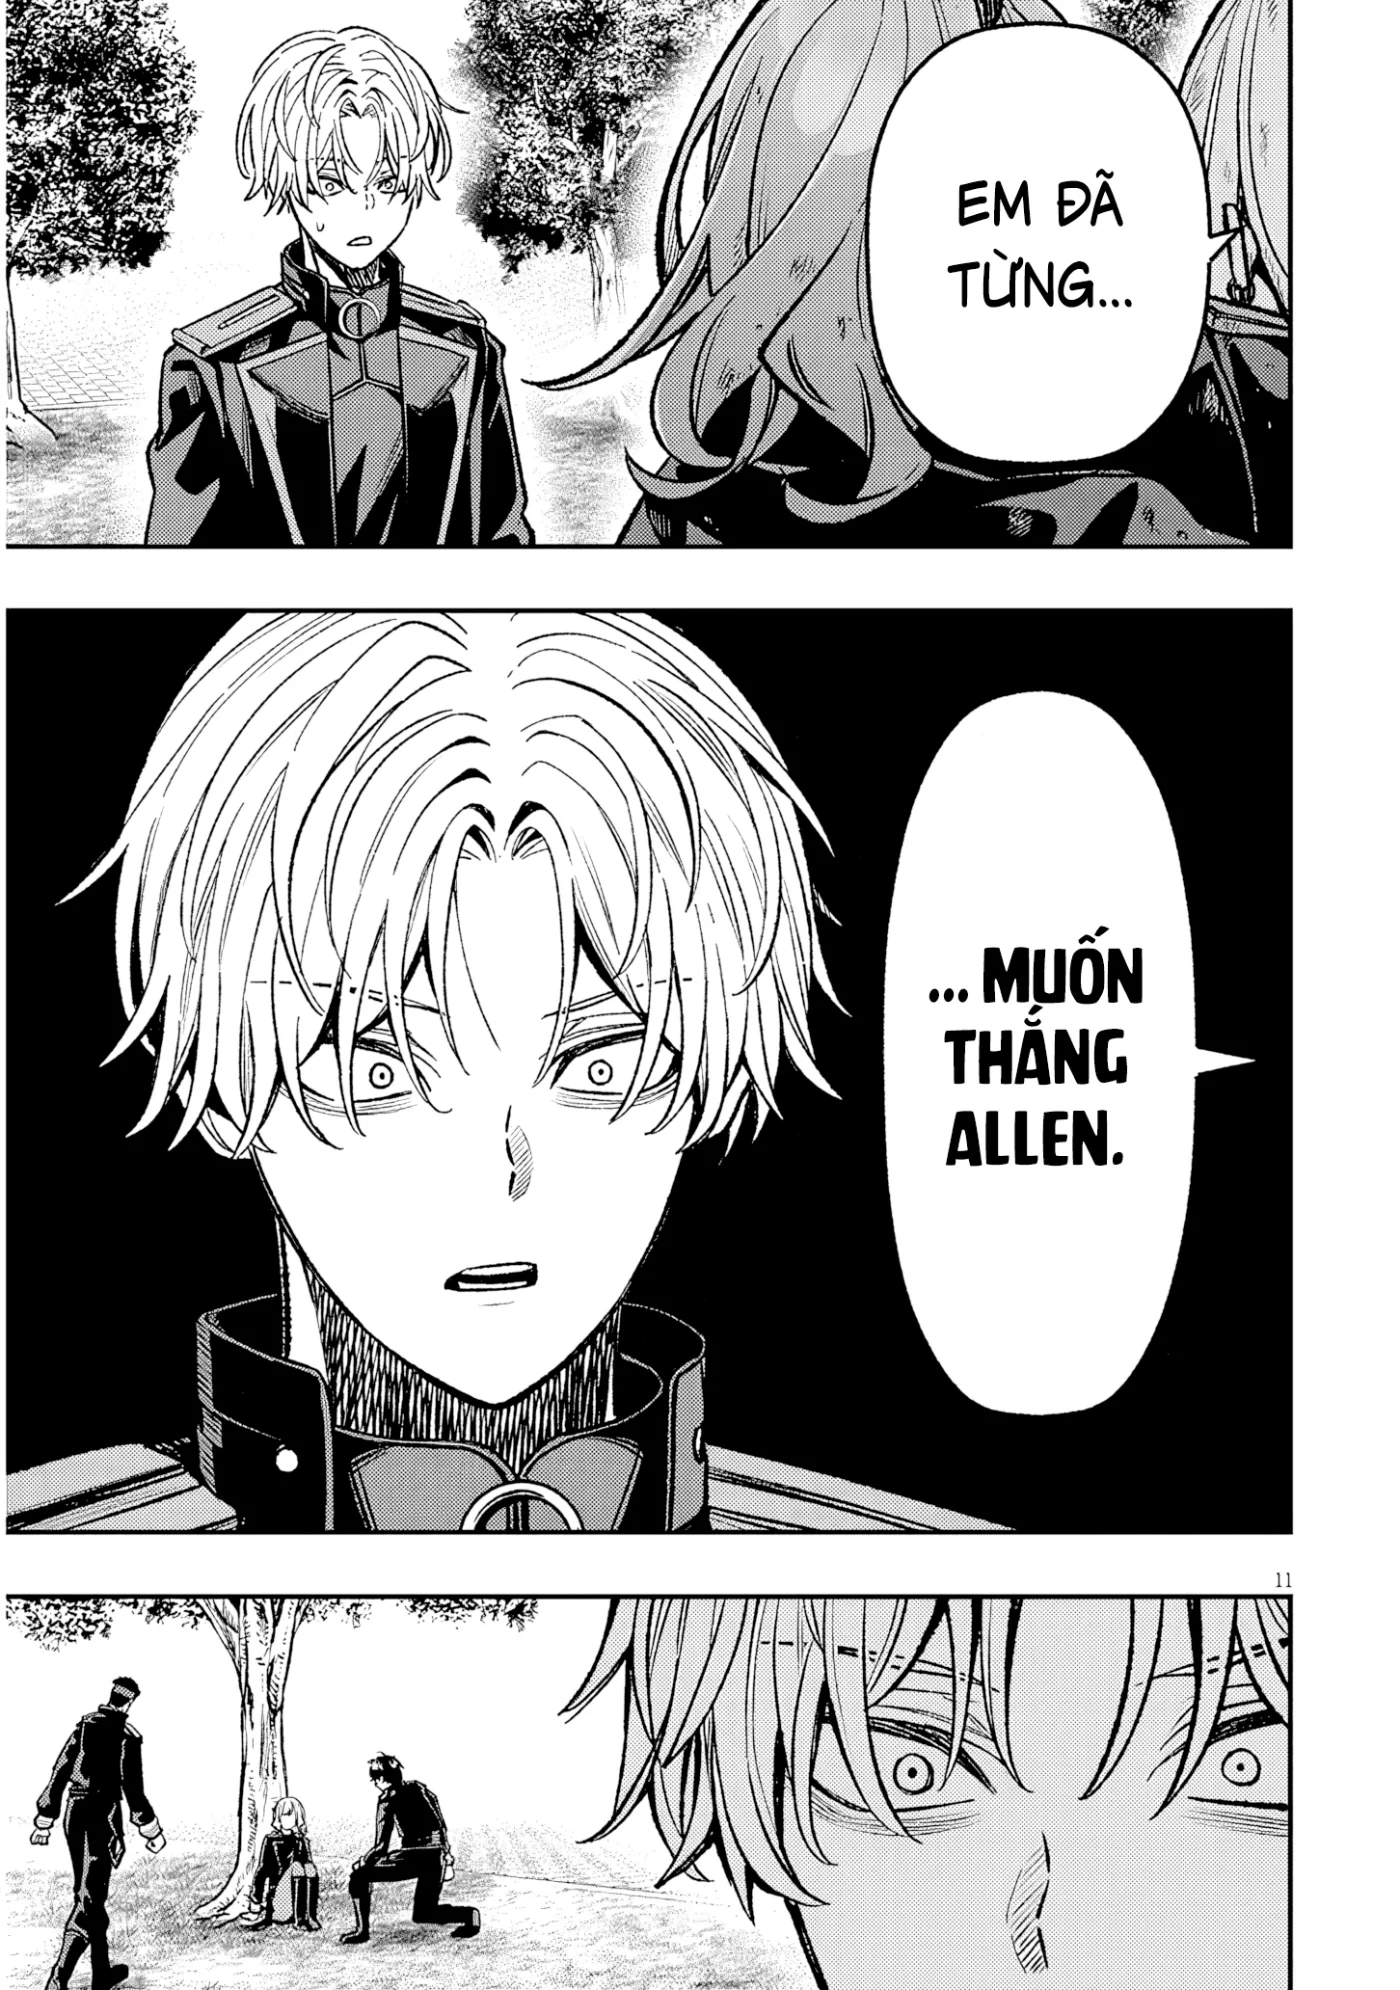 EM ĐÃ
TỪNG...
... MUỐN
THẮNG
ALLEN.
11